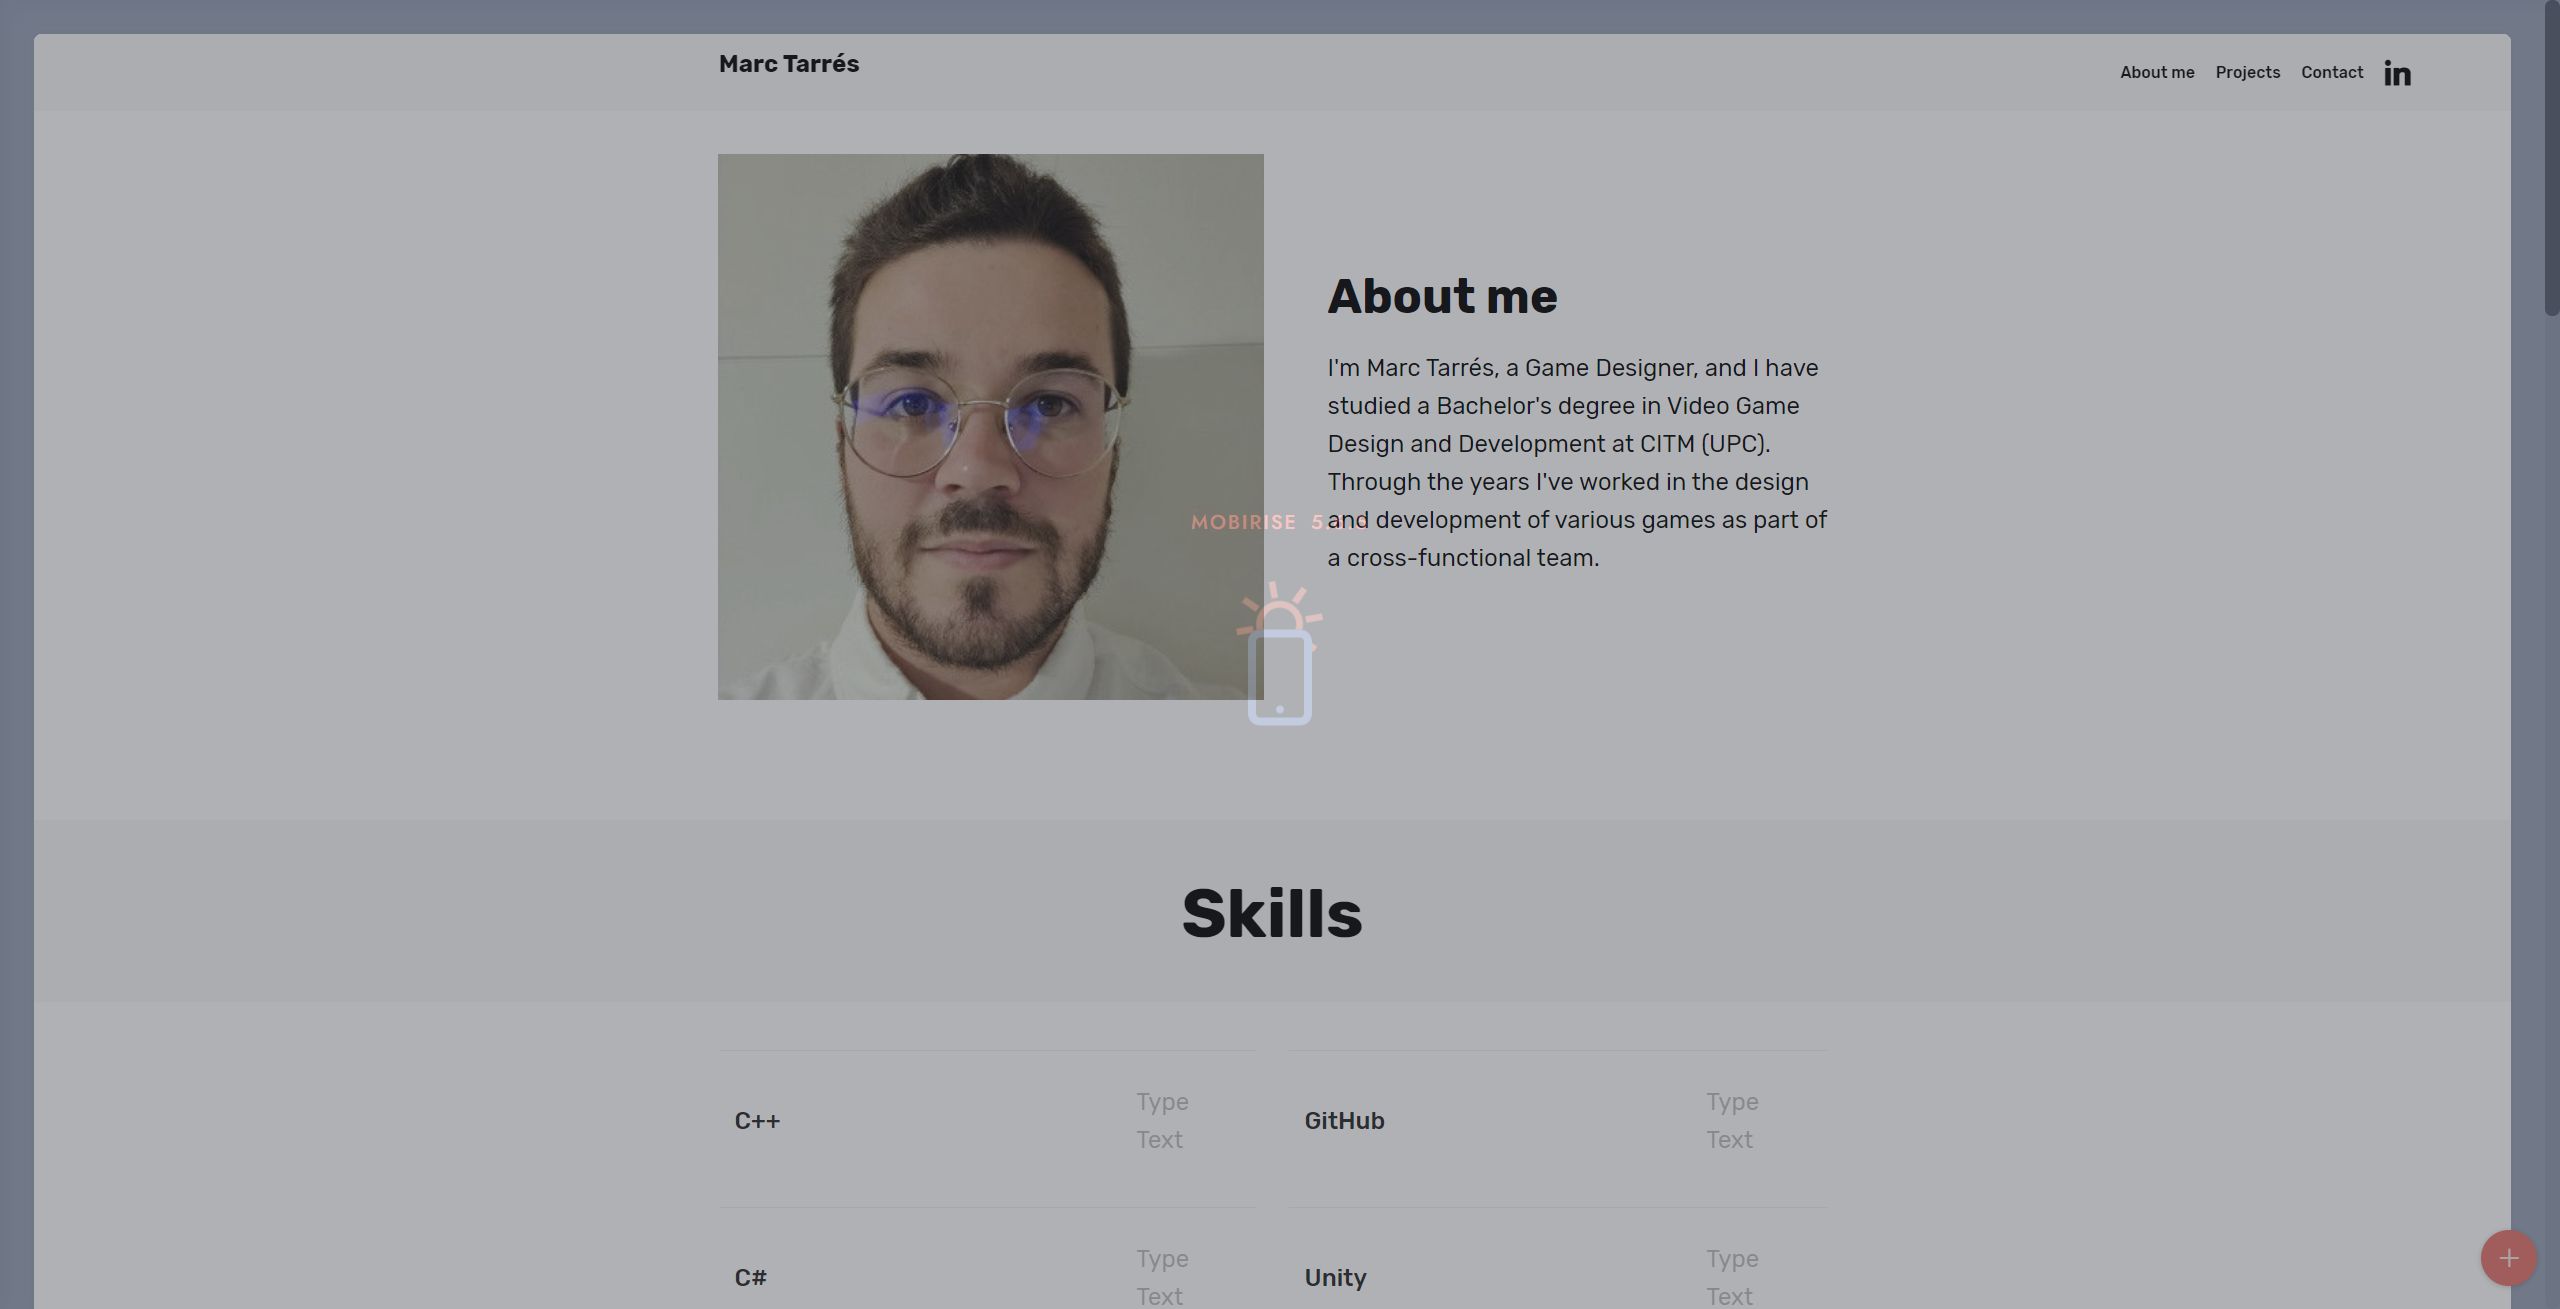 Marc Tarrés
About me
Projects
Contact
in
About me
I'm Marc Tarrés, a Game Designer, and I have
studied a Bachelor's degree in Video Game
Design and Development at CITM (UPC).
Through the years I've worked in the design
and development of various games as part of
a cross-functional team.
MOBIRISE
Skills
C++
Type
Text
GitHub
Type
Text
C#
Type
Text
Unity
Type
Text